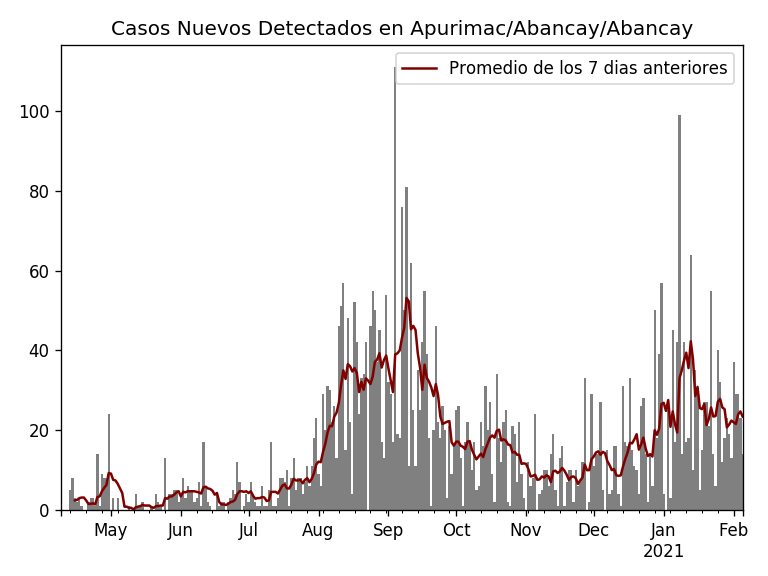 Casos Nuevos Detectados en Apurimac/Abancay/Abancay
Promedio de los 7 dias anteriores
100
80
60
40
20
0
May Jun Jul Aug Sep Oct Nov Dec Jan Feb
2021